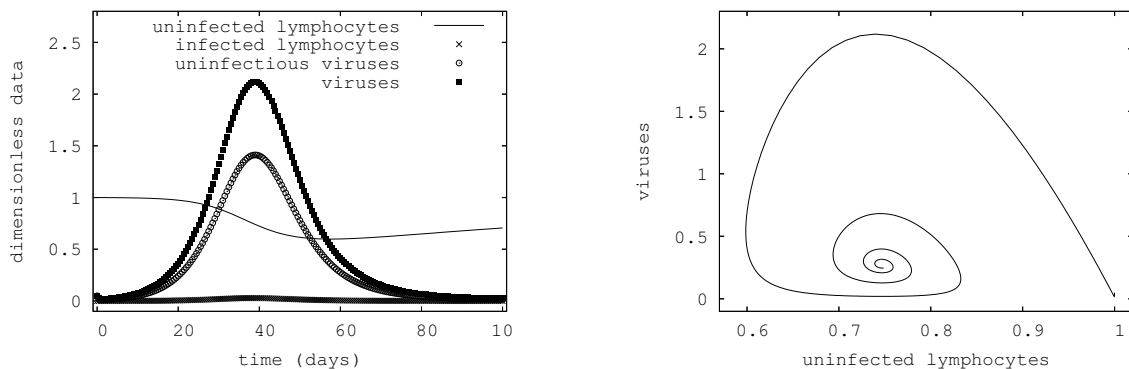 uninfected lymphocytes
infected lymphocytes
uninfectious viruses
viruses
2.5
2
1.5
1
0.5
0
0 20 40 60 80 10
time (days)
dimensionless data
2
1.5
1
0.5
0
0.6 0.7 0.8 0.9 1
uninfected lymphocytes
viruses